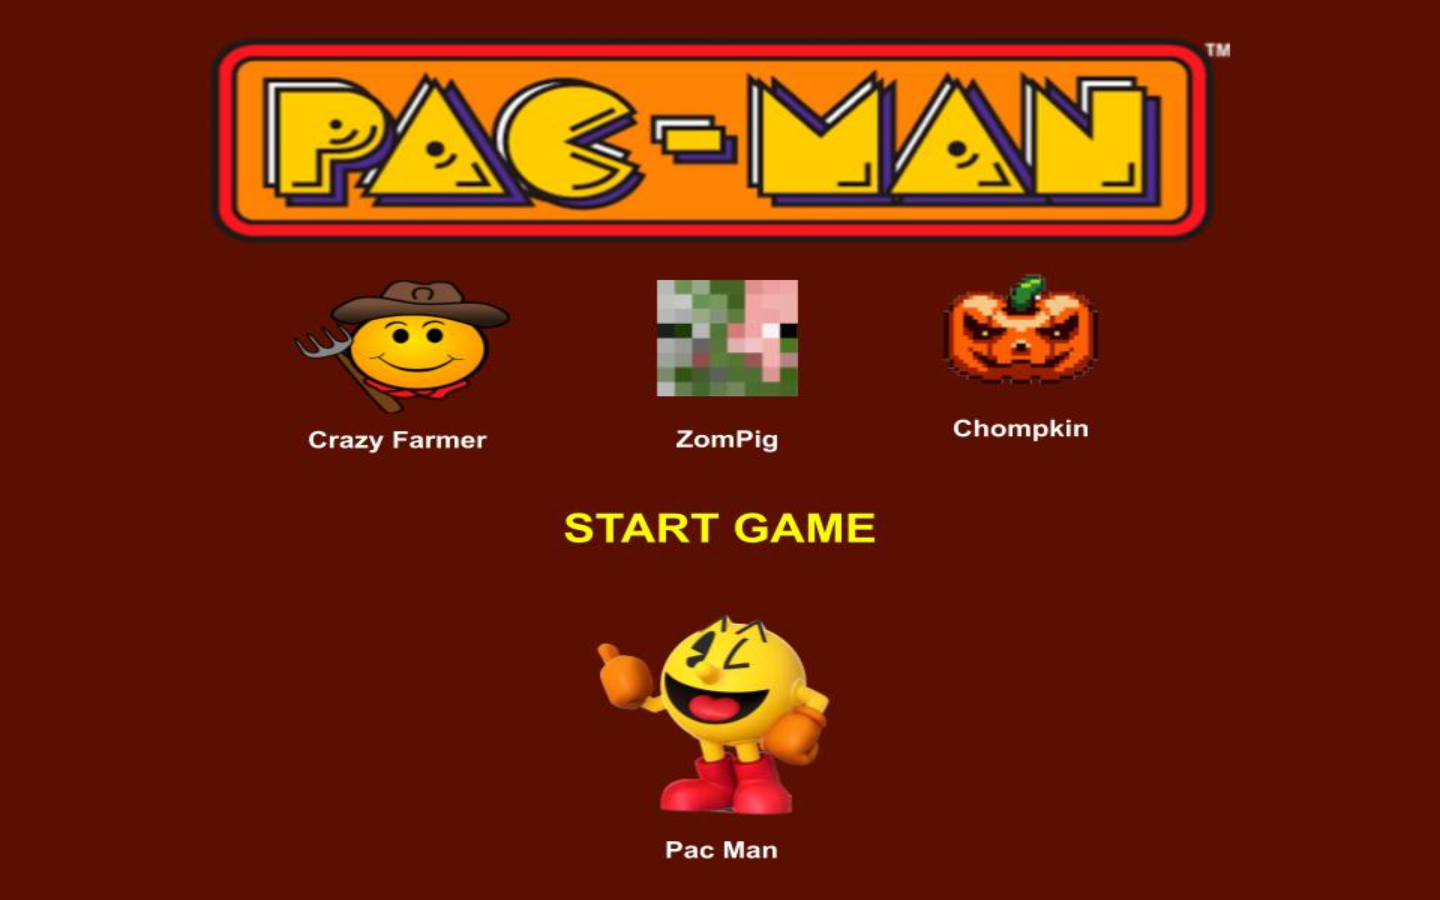 PAC-MAN TM
Crazy Farmer
ZomPig
Chompkin
START GAME
Pac Man